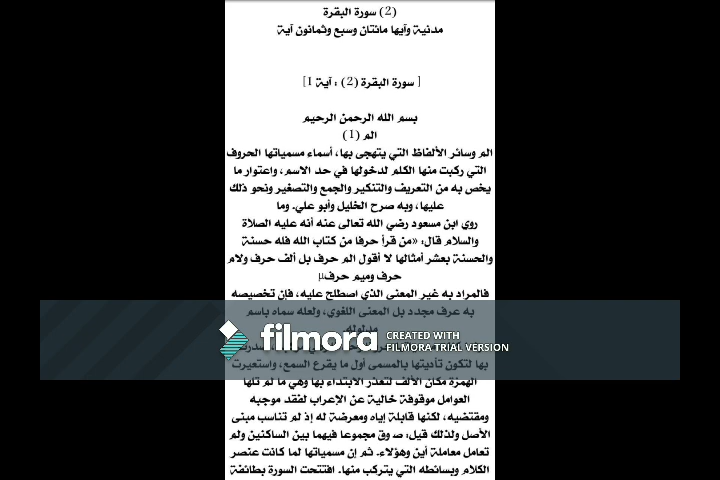 (2) سورة البقرة
مدنية وآيها مائتان وسبع وثمانون آية
[ سورة البقرة (2) : آية 1]
بسم الله الرحمن الرحيم
الم (1)
الم وسائر الألفاظ التي يتهجى بها، أسماء مسمياتها الحروف
التي ركبت منها الكلم لدخولها في حد الاسم، واعتوار ما
يخص به من التعريف والتنكير والجمع والتصغير ونحو ذلك
عليها، وبه صرح الخليل وأبو علي. وما
روي ابن مسعود رضي الله تعالى عنه أنه عليه الصلاة
والسلام قال: «من قرأ حرفا من كتاب الله فله حسنة
والحسنة بعشر أمثالها لا أقول الم حرف بل ألف حرف ولام
حرف وميم حرفµ
فالمراد به غير المعنى الذي اصطلح عليه، فإن تخصيصه
به عرف مجدد بل المعنى اللغوي، ولعله سماه باسم
مدلوله.
filmora
CREATED WITH
FILMORA TRIAL VERSION
بها لتكون تأديتها بالمسمى أول ما يقرع السمع، واستعيرت
الهمزة مكان الألف لتعذر الابتداء بها وهي ما لم تلها
العوامل موقوفة خالية عن الإعراب لفقد موجبه
ومقتضيه، لكنها قابلة إياه ومعرضة له إذ لم تناسب مبنى
الأصل ولذلك قيل: ص وق مجموعا فيهما بين الساكنين ولم
تعامل معاملة أين وهؤلاء. ثم إن مسمياتها لما كانت عنصر
الكلام وبسائطه التي يتركب منها. افتتحت السورة بطائفة